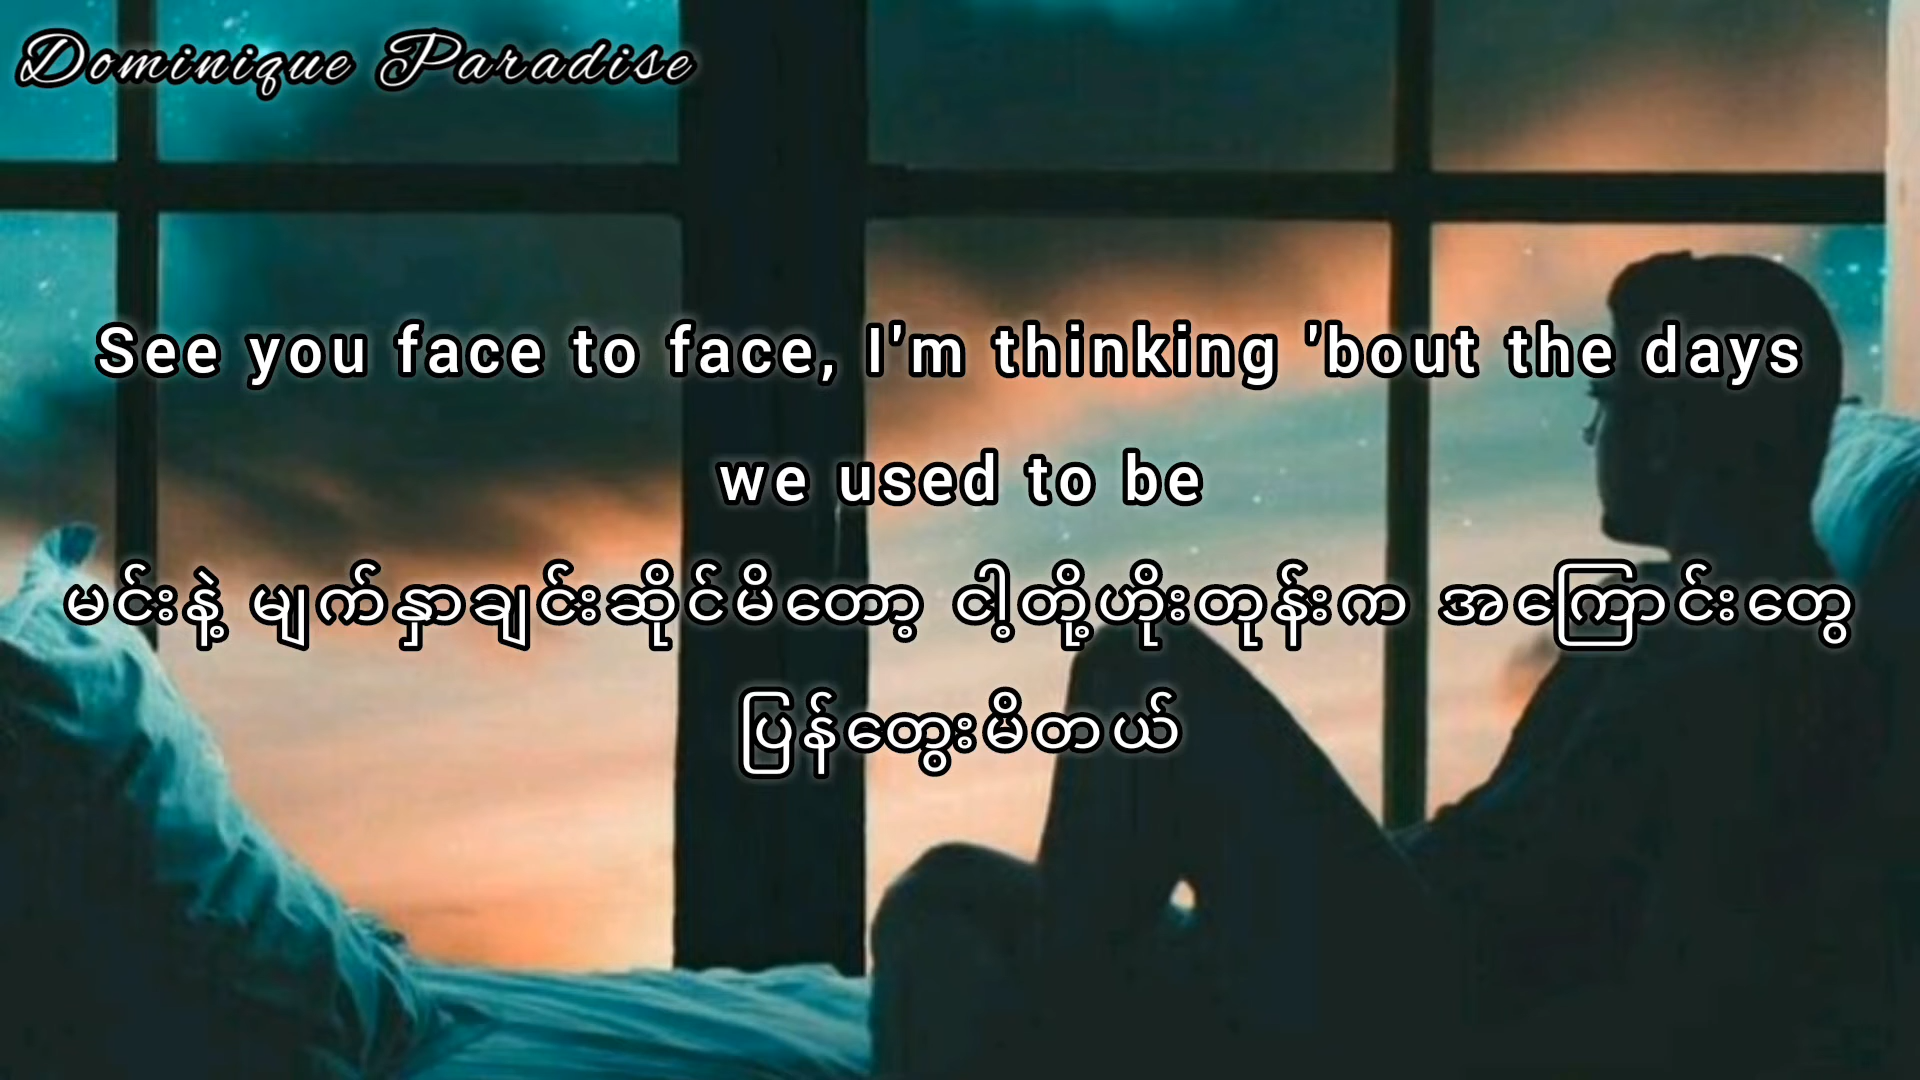 Dominique Paradise
See you face to face, I'm thinking 'bout the days
we used to be
မင်းနဲ့ မျက်နှာချင်းဆိုင်မိတော့ ငါ့တို့ဟိုးတုန်းက အကြောင်းတွေ
ပြန်တွေးမိတယ်